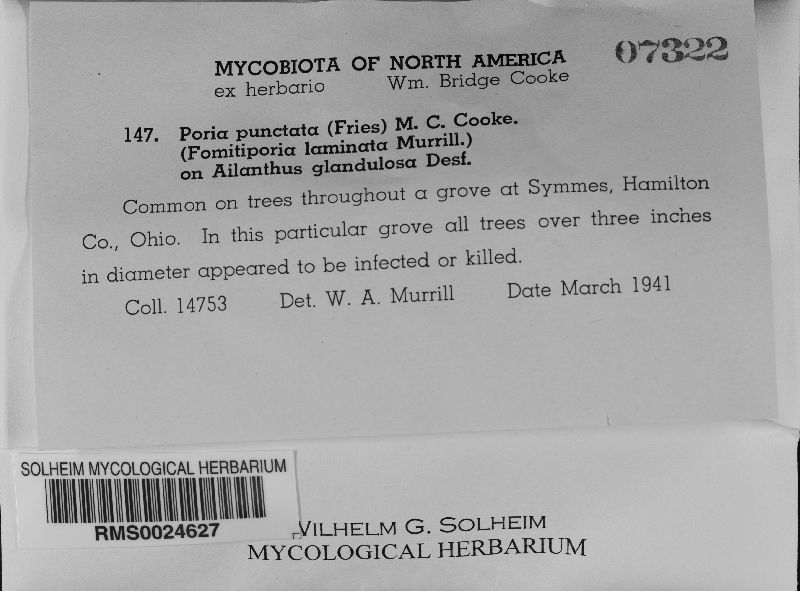 07322
MYCOBIOTA OF NORTH AMERICA
ex herbario Wm. Bridge Cooke
147. Poria punctata (Fries) M. C. Cooke.
(Fomitiporia laminata Murrill.)
on Ailanthus glandulosa Desf.
Common on trees throughout a grove at Symmes, Hamilton
Co., Ohio. In this particular grove all trees over three inches
in diameter appeared to be infected or killed.
Coll. 14753 Det. W. A. Murrill Date March 1941
SOLHEIM MYCOLOGICAL HERBARIUM
RMS0024627
WILHELM G. SOLHEIM
MYCOLOGICAL HERBARIUM